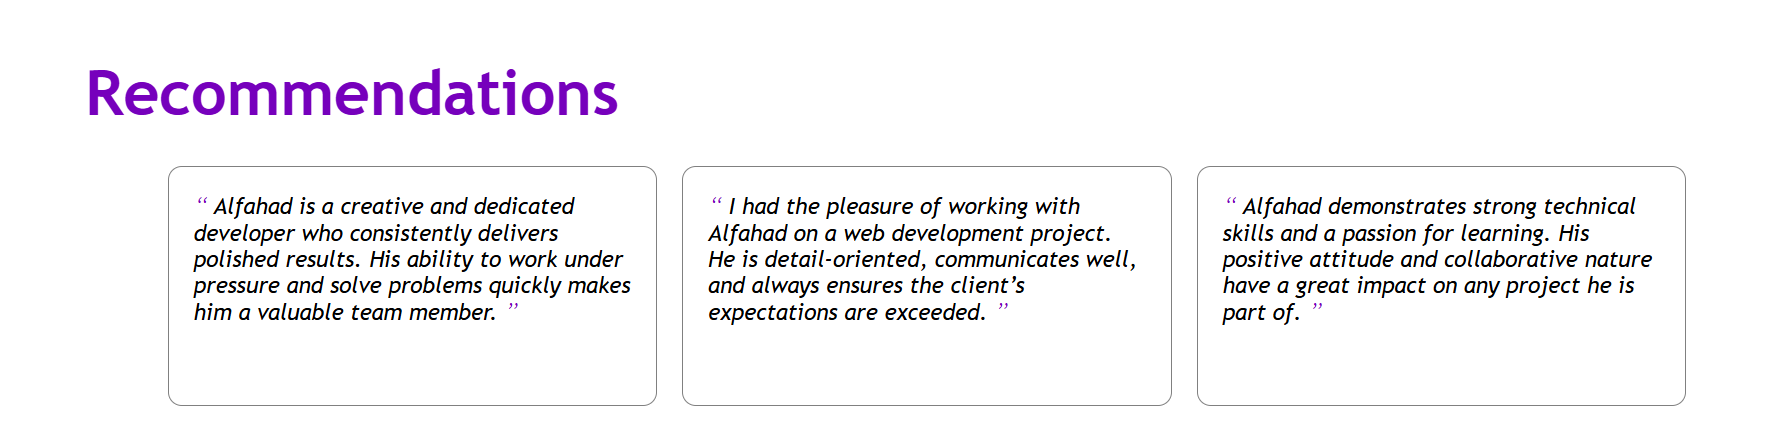 Recommendations
“ Alfahad is a creative and dedicated
developer who consistently delivers
polished results. His ability to work under
pressure and solve problems quickly makes
him a valuable team member. ”
“ I had the pleasure of working with
Alfahad on a web development project.
He is detail-oriented, communicates well,
and always ensures the client’s
expectations are exceeded. ”
“ Alfahad demonstrates strong technical
skills and a passion for learning. His
positive attitude and collaborative nature
have a great impact on any project he is
part of. ”